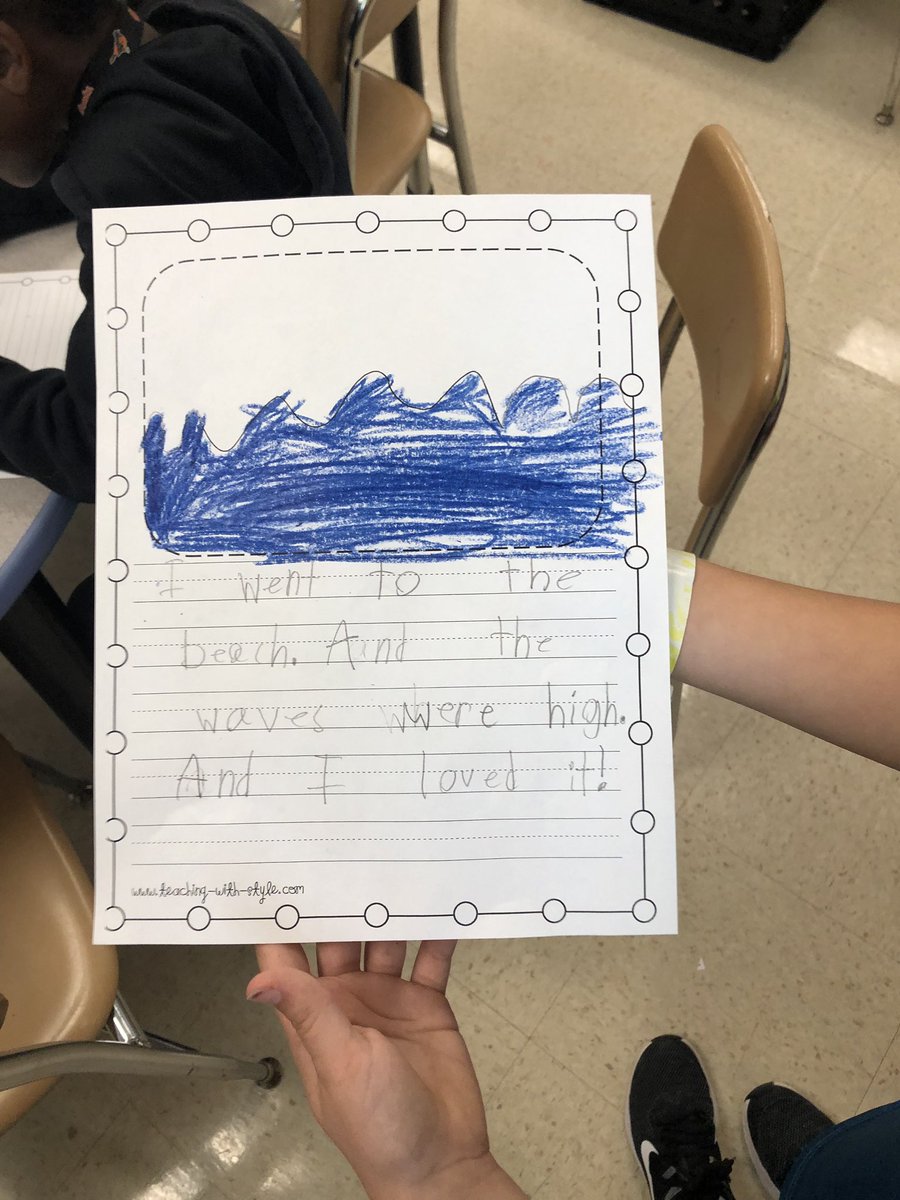 I went to the
beach. And the
waves were high.
And I loved it!
www.teaching-with-style.com